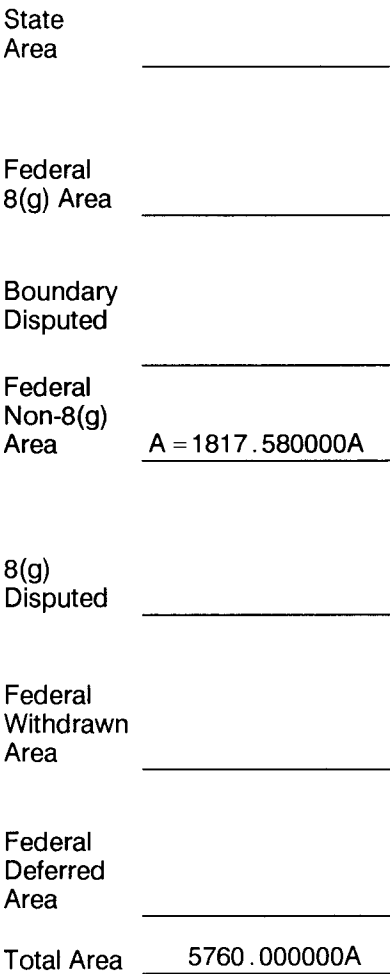 State
Area
Federal
8(g) Area
Boundary
Disputed
Federal
Non-8(g)
Area A = 1817.580000A
8(g)
Disputed
Federal
Withdrawn
Area
Federal
Deferred
Area
Total Area 5760.000000A